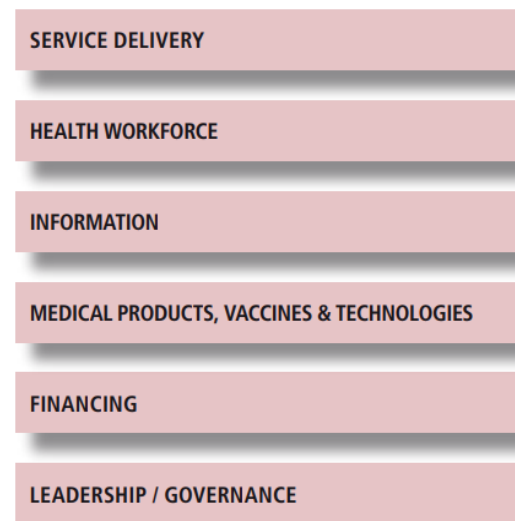 SERVICE DELIVERY
HEALTH WORKFORCE
INFORMATION
MEDICAL PRODUCTS, VACCINES & TECHNOLOGIES
FINANCING
LEADERSHIP / GOVERNANCE